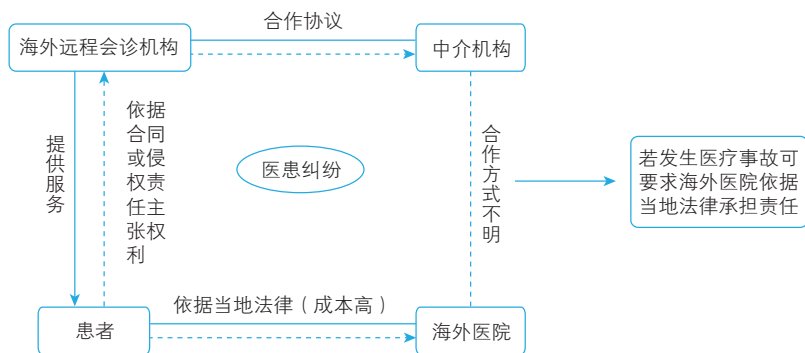 合作协议
海外远程会诊机构
中介机构
提供服务
依据
合同
或侵
权责
任主
张权
利
医患纠纷
合作方式不明
若发生医疗事故可
要求海外医院依据
当地法律承担责任
依据当地法律（成本高）
患者
海外医院